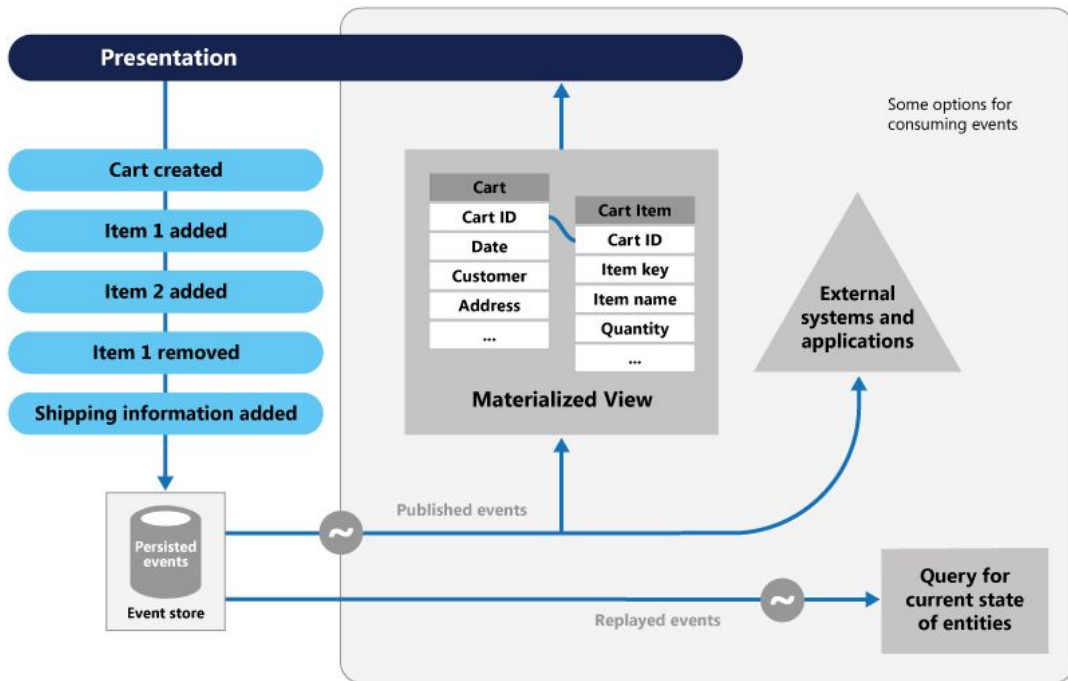 Presentation
Some options for
consuming events
Cart created
Item 1 added
Item 2 added
Item 1 removed
Shipping information added
Cart
Cart ID
Date
Customer
Address
...
Cart Item
Cart ID
Item key
Item name
Quantity
...
Materialized View
External
systems and
applications
Persisted
events
Event store
~
Published events
Replayed events
~
Query for
current state
of entities